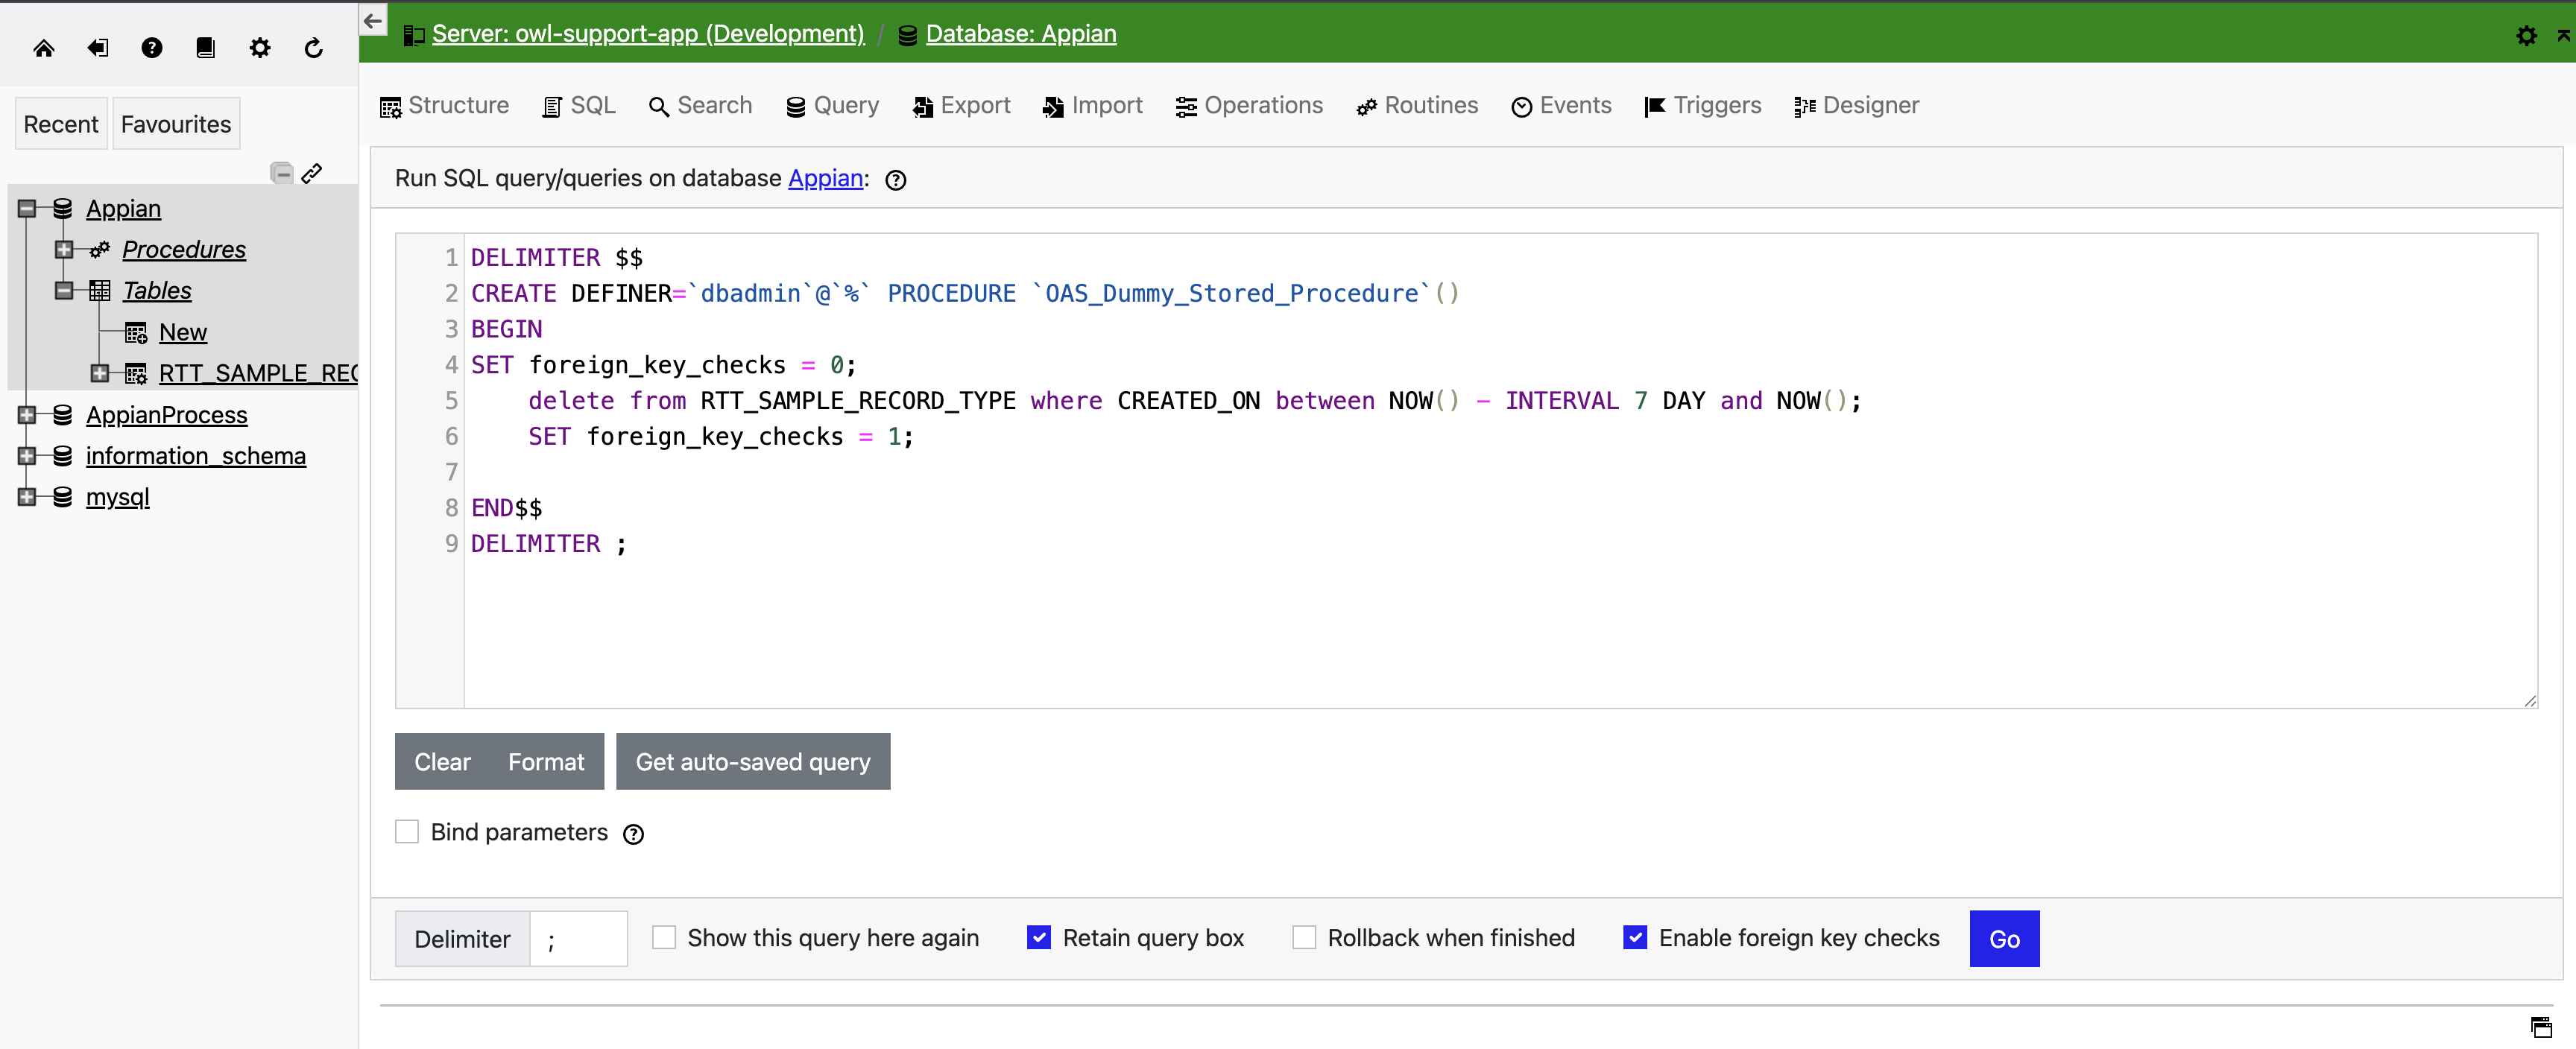 Server: owl-support-app (Development) / Database: Appian
Recent
Favourites
Appian
Procedures
Tables
New
RTT_SAMPLE_REC
AppianProcess
information_schema
mysql
Structure
SQL
Search
Query
Export
Import
Operations
Routines
Events
Triggers
Designer
Run SQL query/queries on database Appian:
1 DELIMITER $$
2 CREATE DEFINER=`dbadmin`@`%` PROCEDURE `OAS_Dummy_Stored_Procedure`()
3 BEGIN
4 SET foreign_key_checks = 0;
5     delete from RTT_SAMPLE_RECORD_TYPE where CREATED_ON between NOW() - INTERVAL 7 DAY and NOW();
6     SET foreign_key_checks = 1;
7
8 END$$
9 DELIMITER ;
Clear
Format
Get auto-saved query
Bind parameters
Delimiter
;
Show this query here again
Retain query box
Rollback when finished
Enable foreign key checks
Go